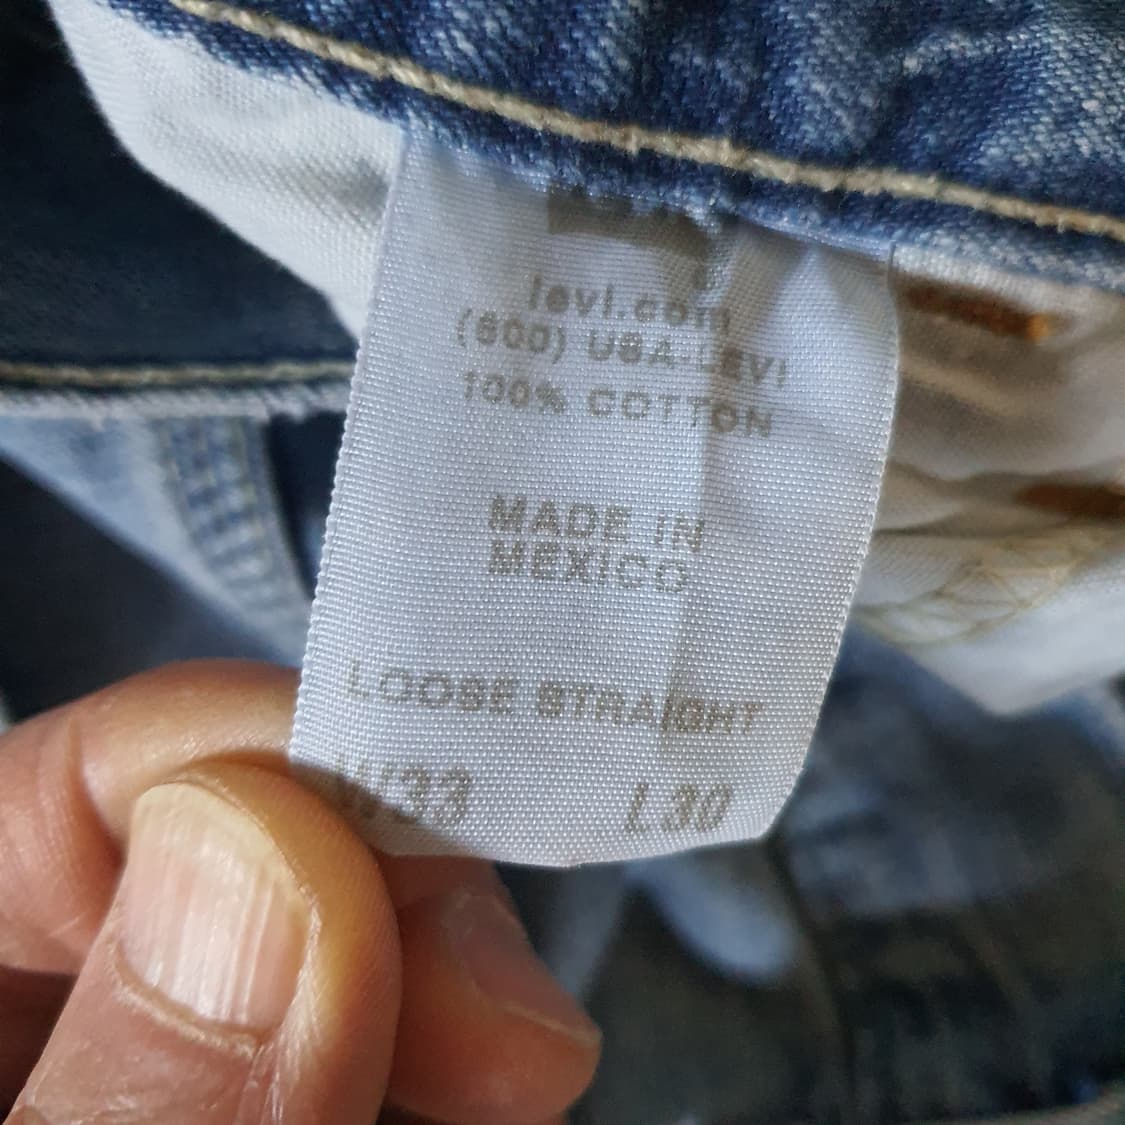 levi.com
(800) USA-LEVI
100% COTTON
MADE IN
MEXICO
LOOSE STRAIGHT
W33 L30